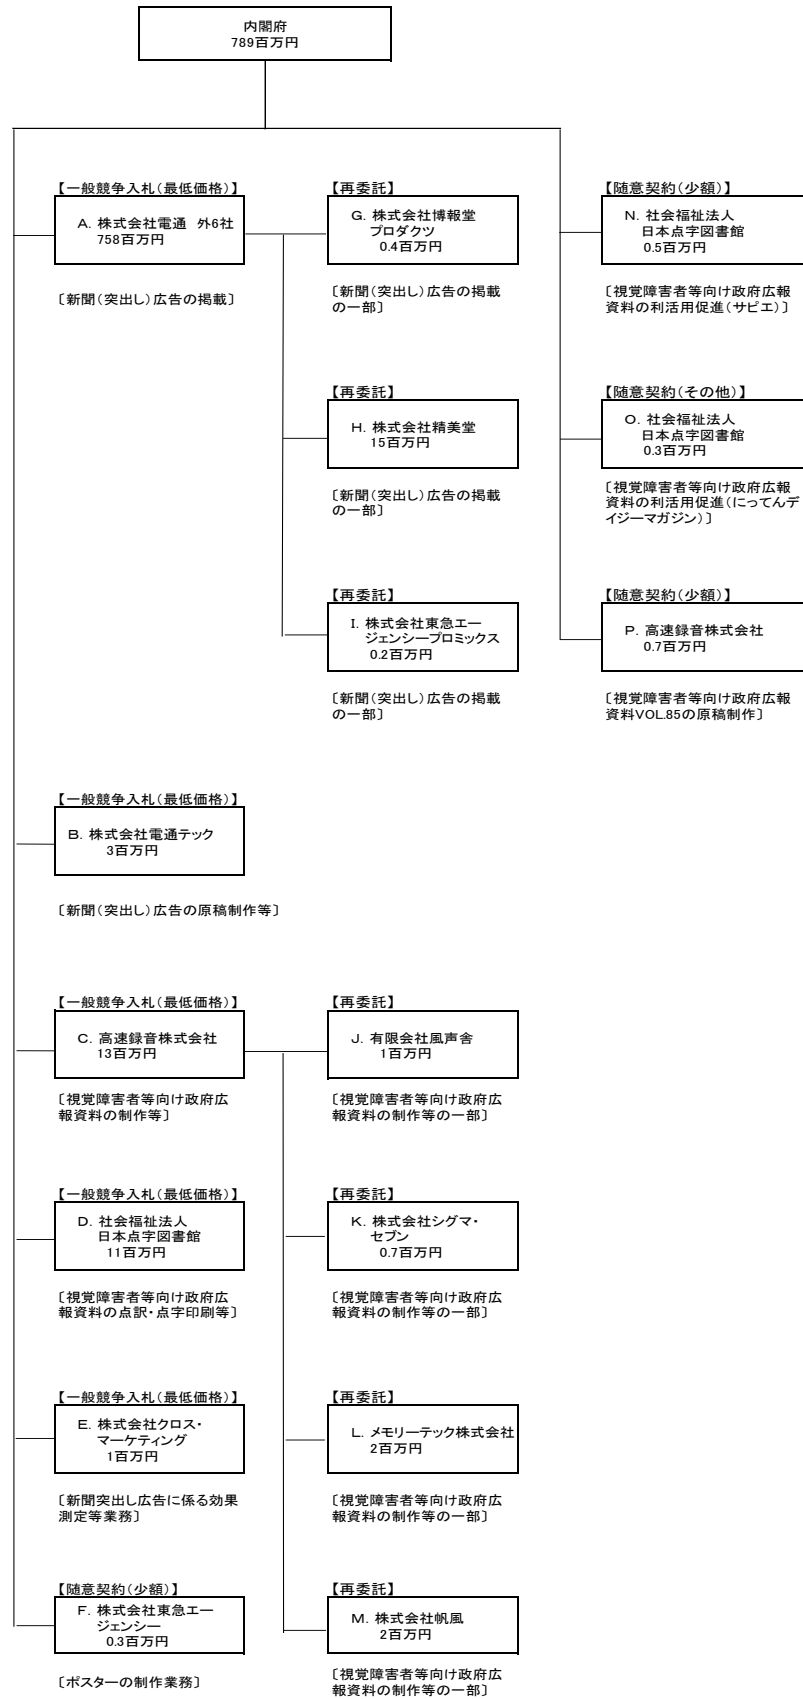 内閣府
789百万円
【一般競争入札(最低価格)】
A. 株式会社電通 外6社
758百万円
〔新聞(突出し)広告の掲載〕
【再委託】
G. 株式会社博報堂
プロダクツ
0.4百万円
〔新聞(突出し)広告の掲載
の一部〕
【随意契約(少額)】
N. 社会福祉法人
日本点字図書館
0.5百万円
〔視覚障害者等向け政府広報
資料の利活用促進(サピエ)〕
【再委託】
H. 株式会社精美堂
15百万円
〔新聞(突出し)広告の掲載
の一部〕
【随意契約(その他)】
O. 社会福祉法人
日本点字図書館
0.3百万円
〔視覚障害者等向け政府広報
資料の利活用促進(にってんデ
イジーマガジン)〕
【再委託】
I. 株式会社東急エー
ジェンシープロミックス
0.2百万円
〔新聞(突出し)広告の掲載
の一部〕
【随意契約(少額)】
P. 高速録音株式会社
0.7百万円
〔視覚障害者等向け政府広報
資料VOL.85の原稿制作〕
【一般競争入札(最低価格)】
B. 株式会社電通テック
3百万円
〔新聞(突出し)広告の原稿制作等〕
【一般競争入札(最低価格)】
C. 高速録音株式会社
13百万円
〔視覚障害者等向け政府広
報資料の制作等〕
【再委託】
J. 有限会社風声舎
1百万円
〔視覚障害者等向け政府広
報資料の制作等の一部〕
【一般競争入札(最低価格)】
D. 社会福祉法人
日本点字図書館
11百万円
〔視覚障害者等向け政府広
報資料の点訳・点字印刷等〕
【再委託】
K. 株式会社シグマ・
セブン
0.7百万円
〔視覚障害者等向け政府広
報資料の制作等の一部〕
【一般競争入札(最低価格)】
E. 株式会社クロス・
マーケティング
1百万円
〔新聞突出し広告に係る効果
測定等業務〕
【再委託】
L. メモリーテック株式会社
2百万円
〔視覚障害者等向け政府広
報資料の制作等の一部〕
【随意契約(少額)】
F. 株式会社東急エー
ジェンシー
0.3百万円
〔ポスターの制作業務〕
【再委託】
M. 株式会社帆風
2百万円
〔視覚障害者等向け政府広
報資料の制作等の一部〕